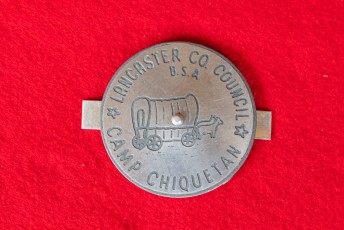 LANCASTER CO. COUNCIL
B.S.A.
CAMP CHIQUETAN